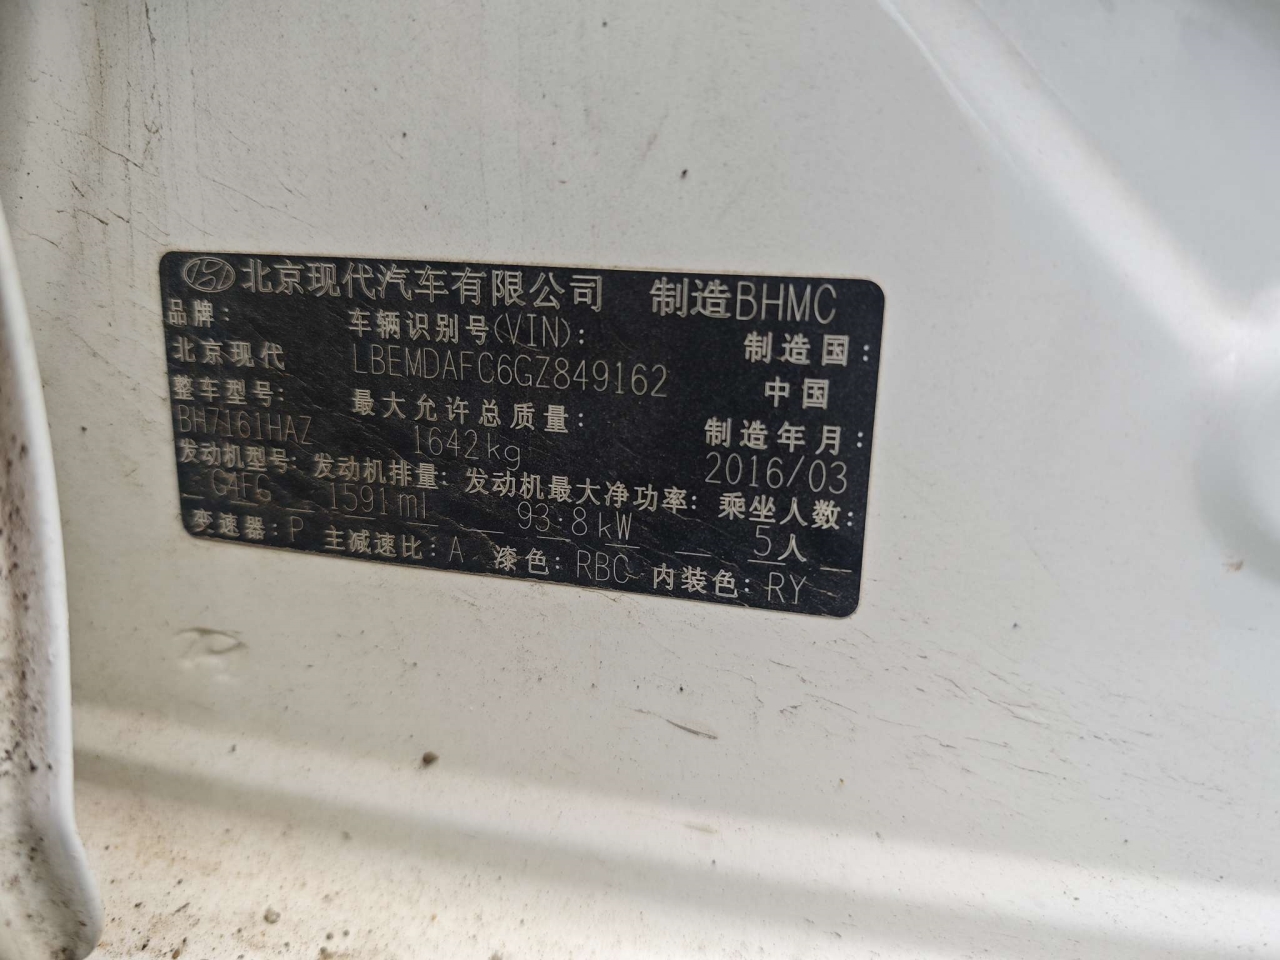 北京现代汽车有限公司 制造BHMC
品牌: 车辆识别号(VIN): 制造国:
北京现代 LBEMDAFC6GZ849162 中国
整车型号: 最大允许总质量: 制造年月:
BH7161HAZ 1642kg 2016/03
发动机型号: 发动机排量: 发动机最大净功率: 乘坐人数:
G4FG 1591ml 93.8kW 5人
变速器: P 主减速比: A 漆色: RBC 内装色: RY